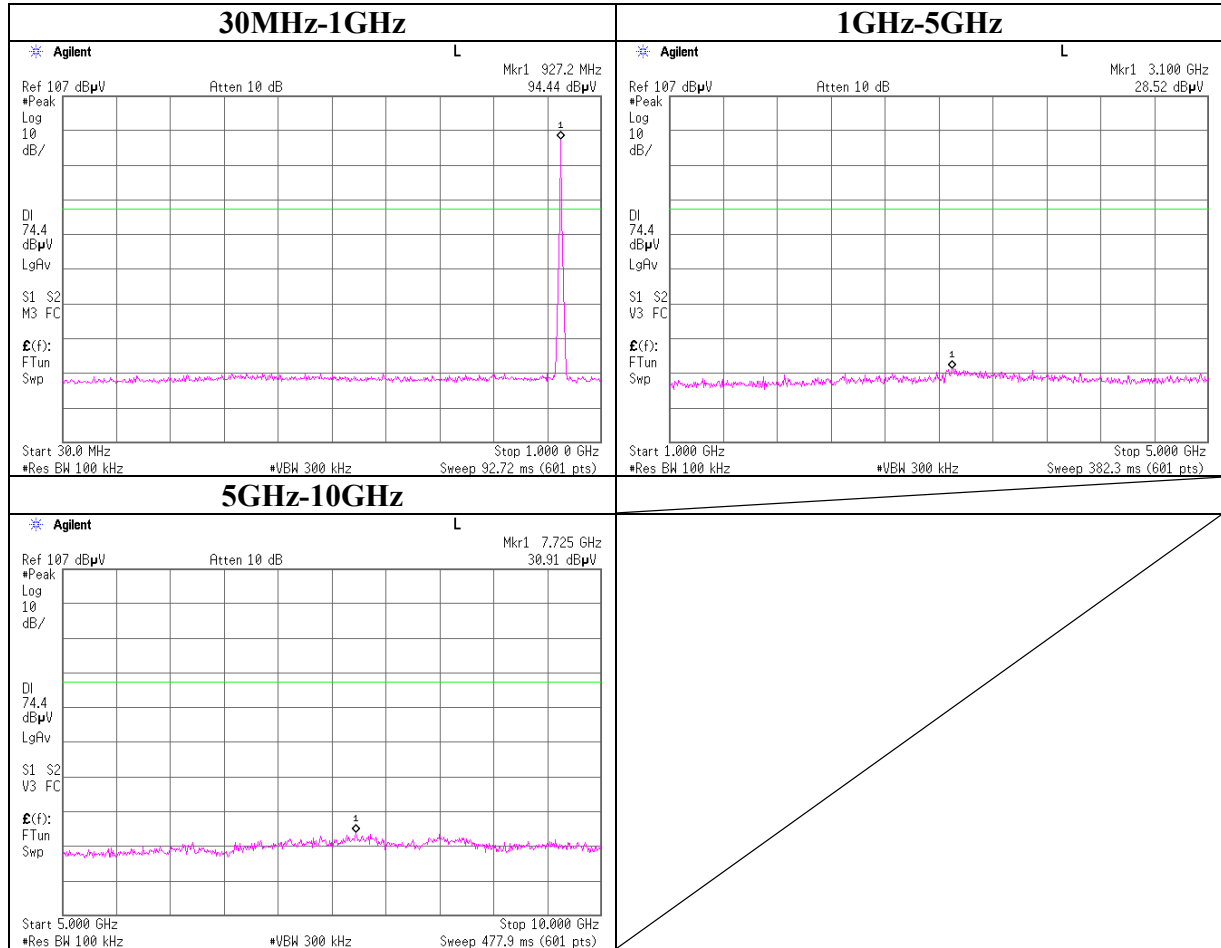 30MHz-1GHz
Agilent L
Mkr1 927.2 MHz
Ref 107 dBµV Atten 10 dB 94.44 dBµV
#Peak
Log
10
dB/
1
DI
74.4
dBµV
LgAv
S1 S2
M3 FC
£(f):
FTun
Swp
Start 30.0 MHz Stop 1.000 0 GHz
#Res BW 100 kHz #VBW 300 kHz Sweep 92.72 ms (601 pts)
1GHz-5GHz
Agilent L
Mkr1 3.100 GHz
Ref 107 dBµV Atten 10 dB 28.52 dBµV
#Peak
Log
10
dB/
DI
74.4
dBµV
LgAv
S1 S2
V3 FC
£(f):
1
FTun
Swp
Start 1.000 GHz Stop 5.000 GHz
#Res BW 100 kHz #VBW 300 kHz Sweep 382.3 ms (601 pts)
5GHz-10GHz
Agilent L
Mkr1 7.725 GHz
Ref 107 dBµV Atten 10 dB 30.91 dBµV
#Peak
Log
10
dB/
DI
74.4
dBµV
LgAv
S1 S2
V3 FC
£(f):
1
FTun
Swp
Start 5.000 GHz Stop 10.000 GHz
#Res BW 100 kHz #VBW 300 kHz Sweep 477.9 ms (601 pts)